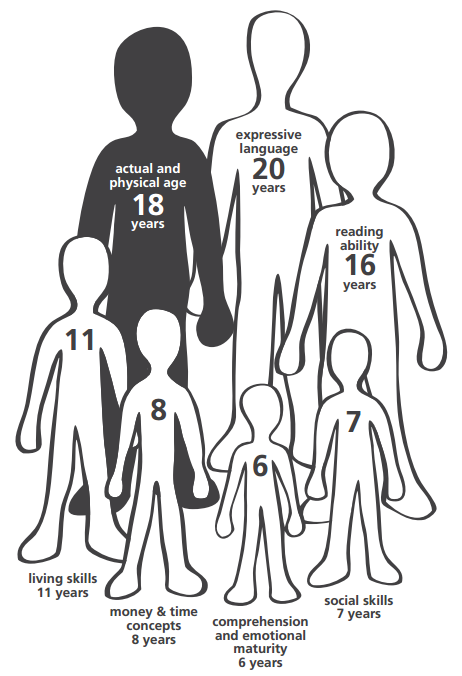 expressive
language
20
years
actual and
physical age
18
years
reading
ability
16
years
11
8
7
6
living skills
11 years
money & time
concepts
8 years
comprehension
and emotional
maturity
6 years
social skills
7 years